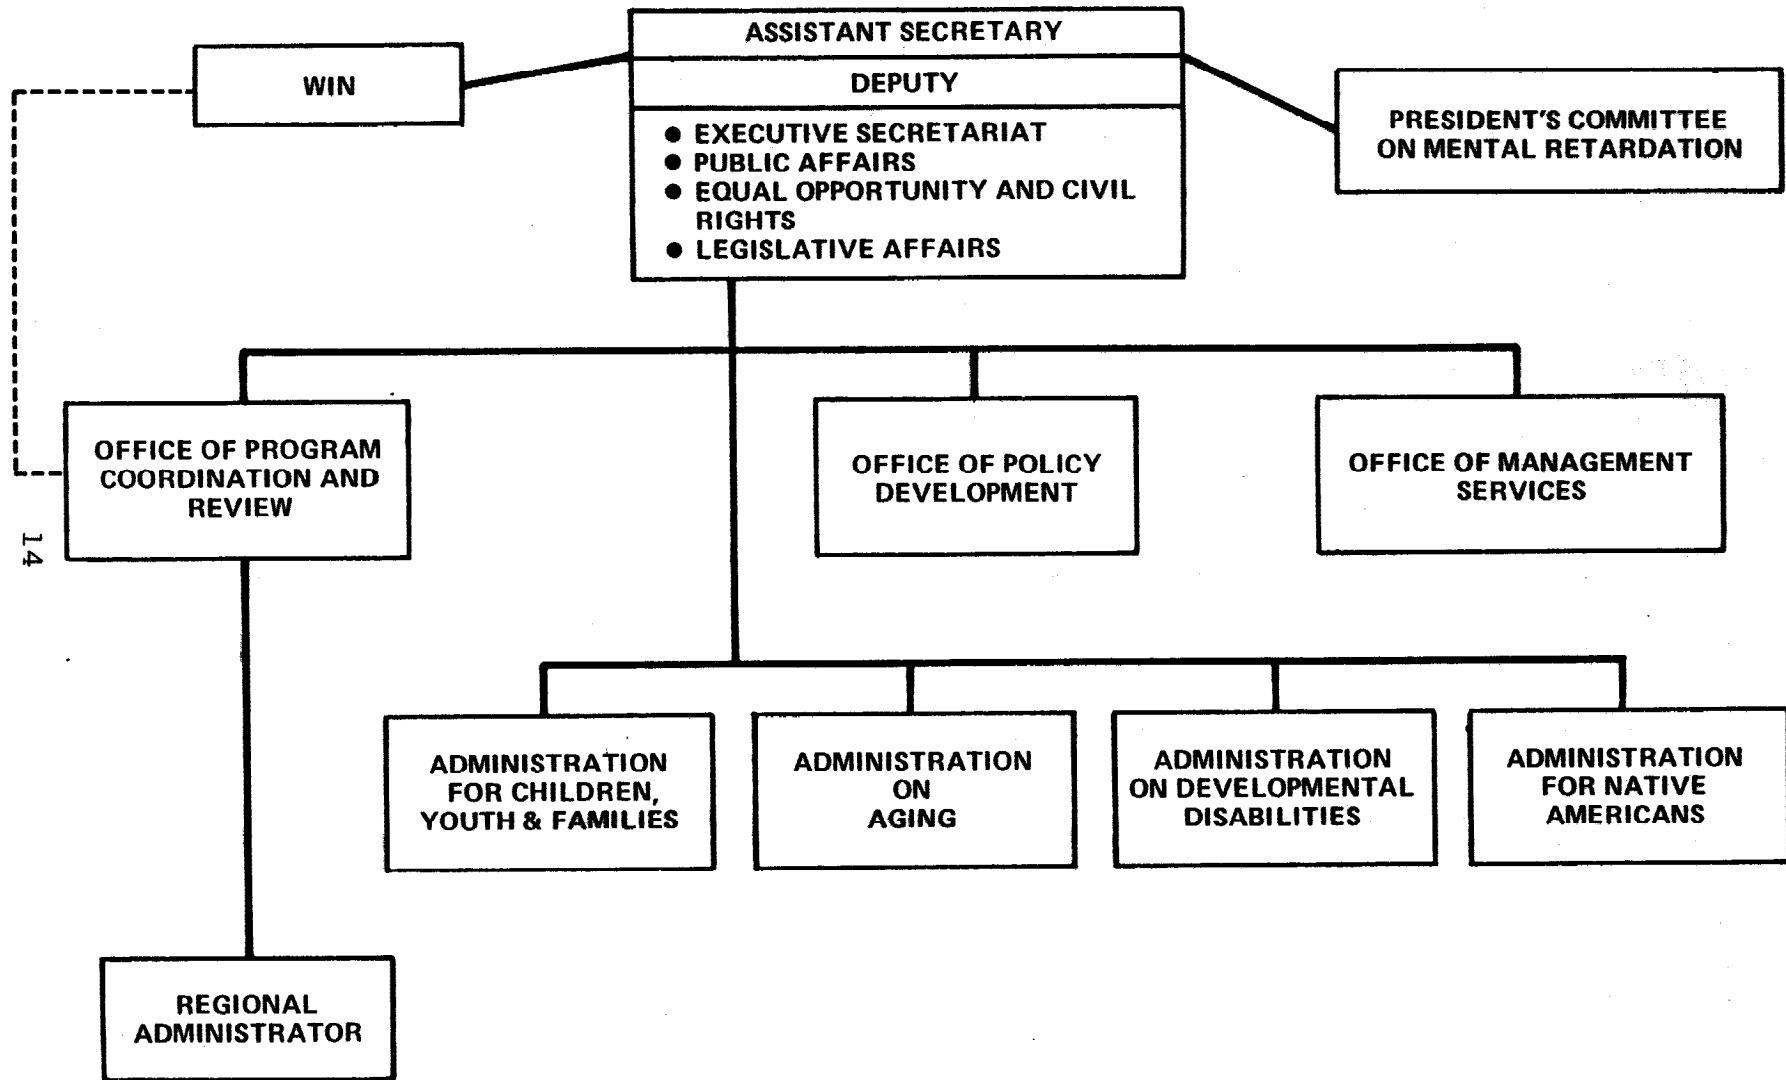 ASSISTANT SECRETARY
WIN
DEPUTY
● EXECUTIVE SECRETARIAT
● PUBLIC AFFAIRS
● EQUAL OPPORTUNITY AND CIVIL
RIGHTS
● LEGISLATIVE AFFAIRS
PRESIDENT'S COMMITTEE
ON MENTAL RETARDATION
OFFICE OF PROGRAM
COORDINATION AND
REVIEW
OFFICE OF POLICY
DEVELOPMENT
OFFICE OF MANAGEMENT
SERVICES
14
ADMINISTRATION
FOR CHILDREN,
YOUTH & FAMILIES
ADMINISTRATION
ON
AGING
ADMINISTRATION
ON DEVELOPMENTAL
DISABILITIES
ADMINISTRATION
FOR NATIVE
AMERICANS
REGIONAL
ADMINISTRATOR